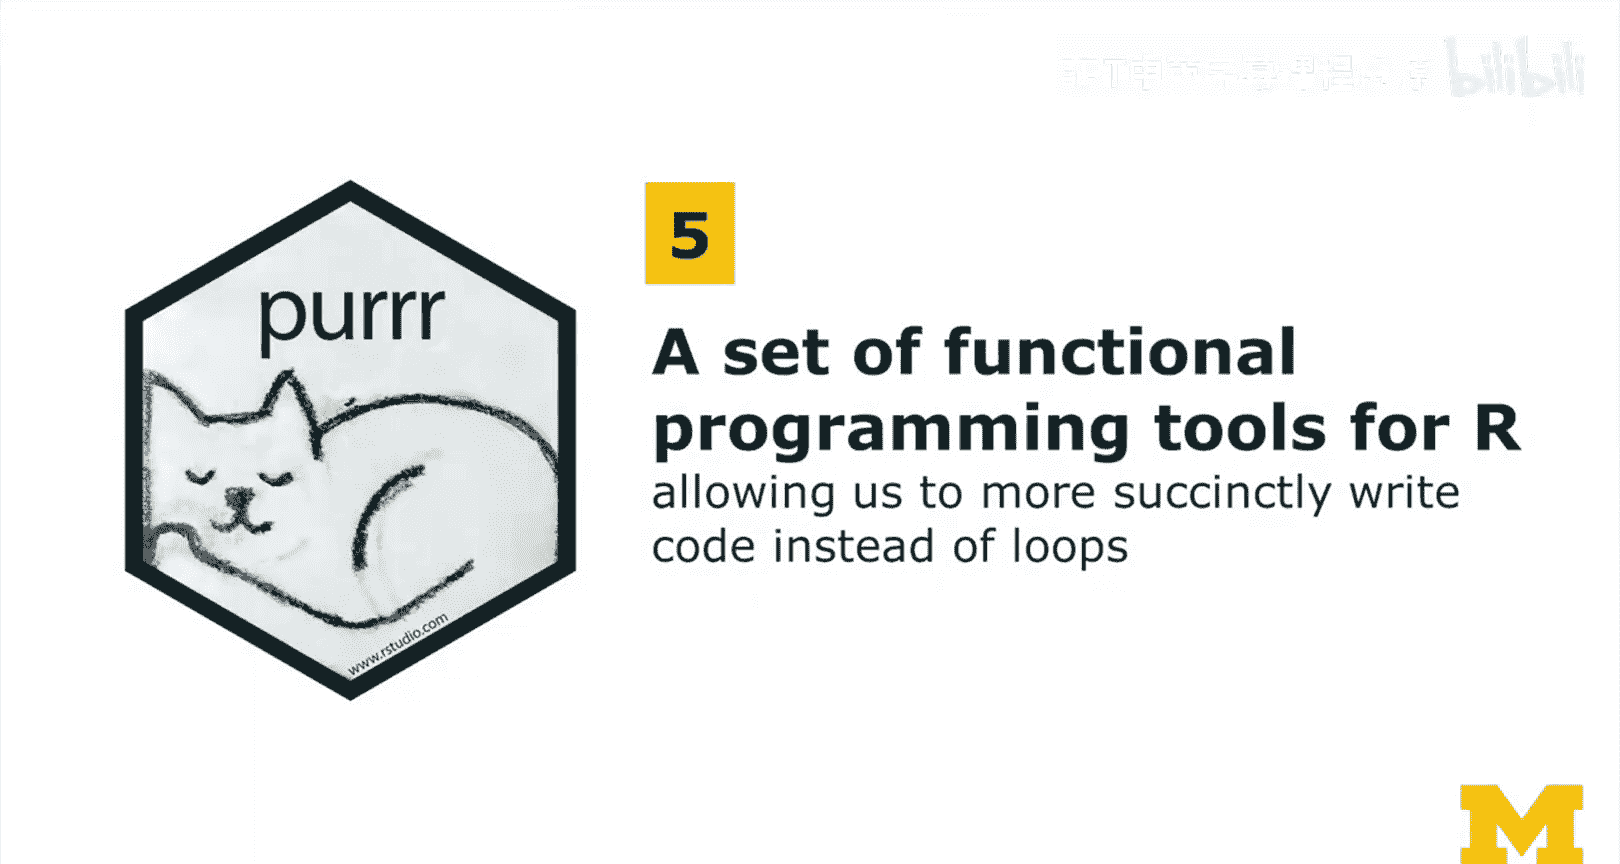 bilibili
5
purrr
A set of functional
programming tools for R
allowing us to more succinctly write
code instead of loops
www.rstudio.com
M